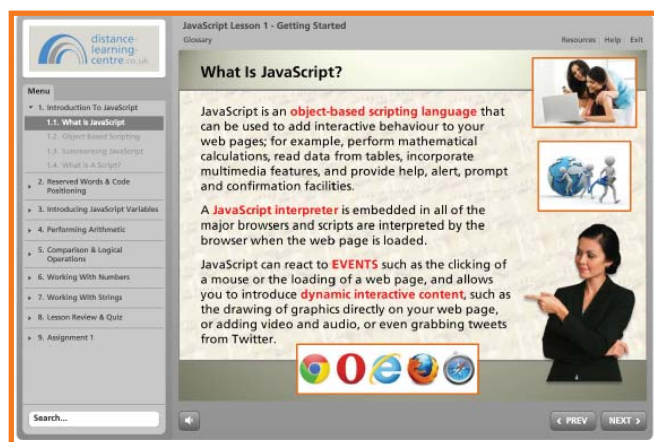 distance-
learning-
centre.co.uk
JavaScript Lesson 1 - Getting Started
Glossary
Resources
Help
Exit
Menu
1. Introduction To JavaScript
1.1. What Is JavaScript
1.2. Object Based Scripting
1.3. Summarising JavaScript
1.4. What Is A Script?
2. Reserved Words & Code
Positioning
3. Introducing JavaScript Variables
4. Performing Arithmetic
5. Comparison & Logical
Operations
6. Working With Numbers
7. Working With Strings
8. Lesson Review & Quiz
9. Assignment 1
Search...
What Is JavaScript?
JavaScript is an object-based scripting language that
can be used to add interactive behaviour to your
web pages; for example, perform mathematical
calculations, read data from tables, incorporate
multimedia features, and provide help, alert, prompt
and confirmation facilities.
A JavaScript interpreter is embedded in all of the
major browsers and scripts are interpreted by the
browser when the web page is loaded.
JavaScript can react to EVENTS such as the clicking of
a mouse or the loading of a web page, and allows
you to introduce dynamic interactive content, such as
the drawing of graphics directly on your web page,
or adding video and audio, or even grabbing tweets
from Twitter.
< PREV
NEXT >